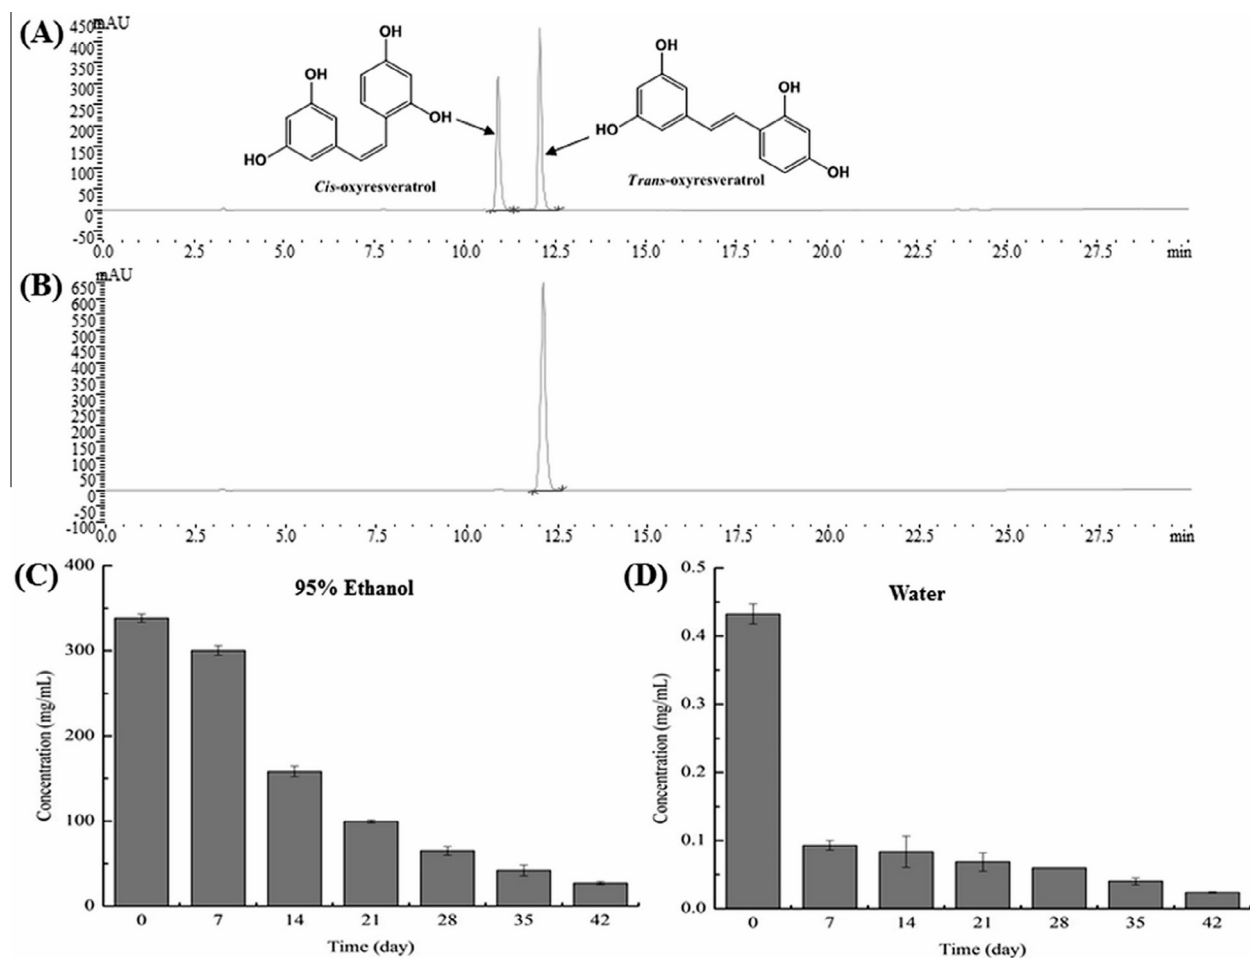 (A)
mAU
450
400
350
300
250
200
150
100
50
0
-50
OH
OH
HO
OH
Cis-oxyresveratrol
OH
HO
OH
OH
Trans-oxyresveratrol
0.0 2.5 5.0 7.5 10.0 12.5 15.0 17.5 20.0 22.5 25.0 27.5 min
(B)
mAU
650
600
550
500
450
400
350
300
250
200
150
100
50
0
-50
-100
0.0 2.5 5.0 7.5 10.0 12.5 15.0 17.5 20.0 22.5 25.0 27.5 min
(C)
95% Ethanol
Concentration (mg/mL)
400
300
200
100
0
0 7 14 21 28 35 42
Time (day)
(D)
Water
Concentration (mg/mL)
0.5
0.4
0.3
0.2
0.1
0.0
0 7 14 21 28 35 42
Time (day)